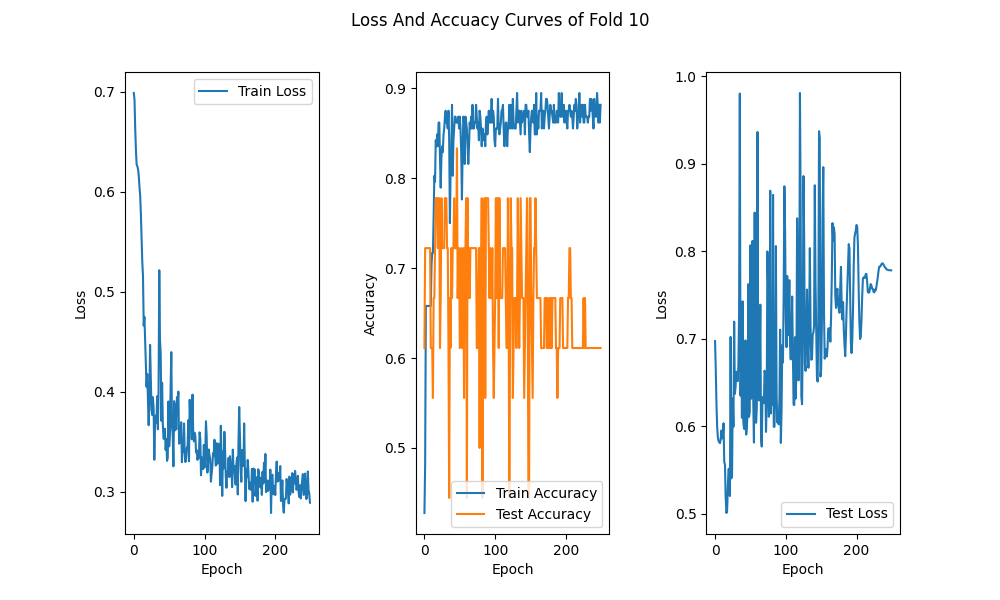 Loss And Accuacy Curves of Fold 10
0.7
0.6
0.5
0.4
0.3
Loss
0
100
200
Epoch
Train Loss
0.9
0.8
0.7
0.6
0.5
Accuracy
0
100
200
Epoch
Train Accuracy
Test Accuracy
1.0
0.9
0.8
0.7
0.6
0.5
Loss
0
100
200
Epoch
Test Loss